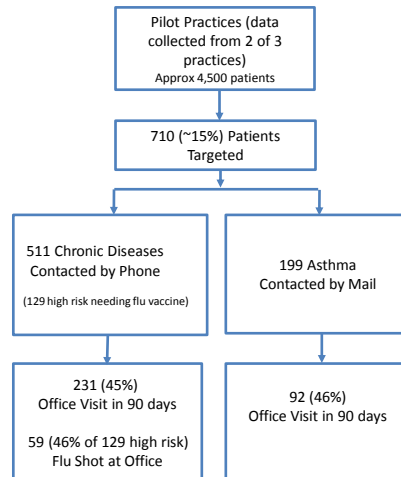 Pilot Practices (data
collected from 2 of 3
practices)
Approx 4,500 patients
710 (~15%) Patients
Targeted
511 Chronic Diseases
Contacted by Phone
(129 high risk needing flu vaccine)
199 Asthma
Contacted by Mail
231 (45%)
Office Visit in 90 days
59 (46% of 129 high risk)
Flu Shot at Office
92 (46%)
Office Visit in 90 days